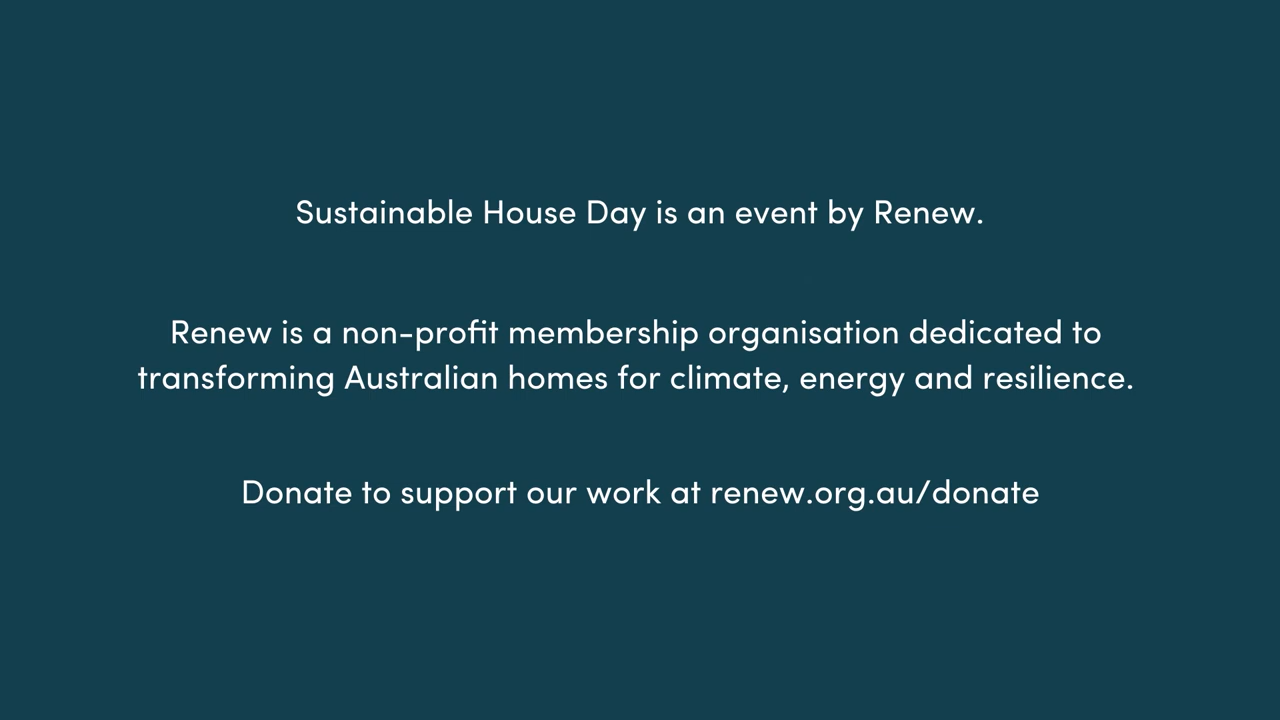 Sustainable House Day is an event by Renew.
Renew is a non-profit membership organisation dedicated to
transforming Australian homes for climate, energy and resilience.
Donate to support our work at renew.org.au/donate